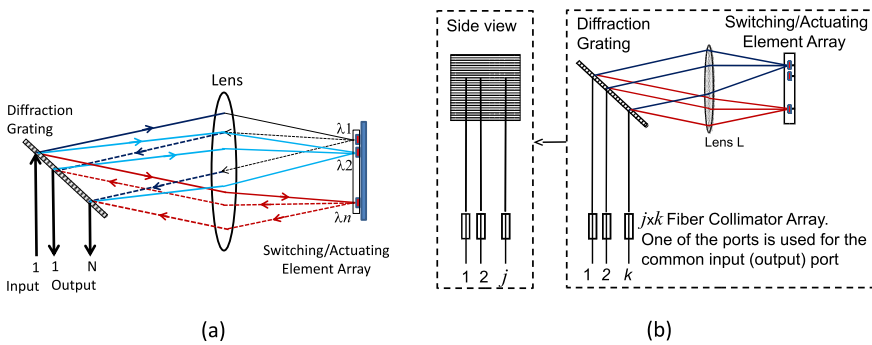 Diffraction
Grating
Lens
λ1
λ2
λn
1
1
N
Input
Output
Switching/Actuating
Element Array
(a)
Side view
1
2
j
Diffraction
Grating
Switching/Actuating
Element Array
Lens L
jxk Fiber Collimator Array.
One of the ports is used for the
common input (output) port
1
2
k
(b)